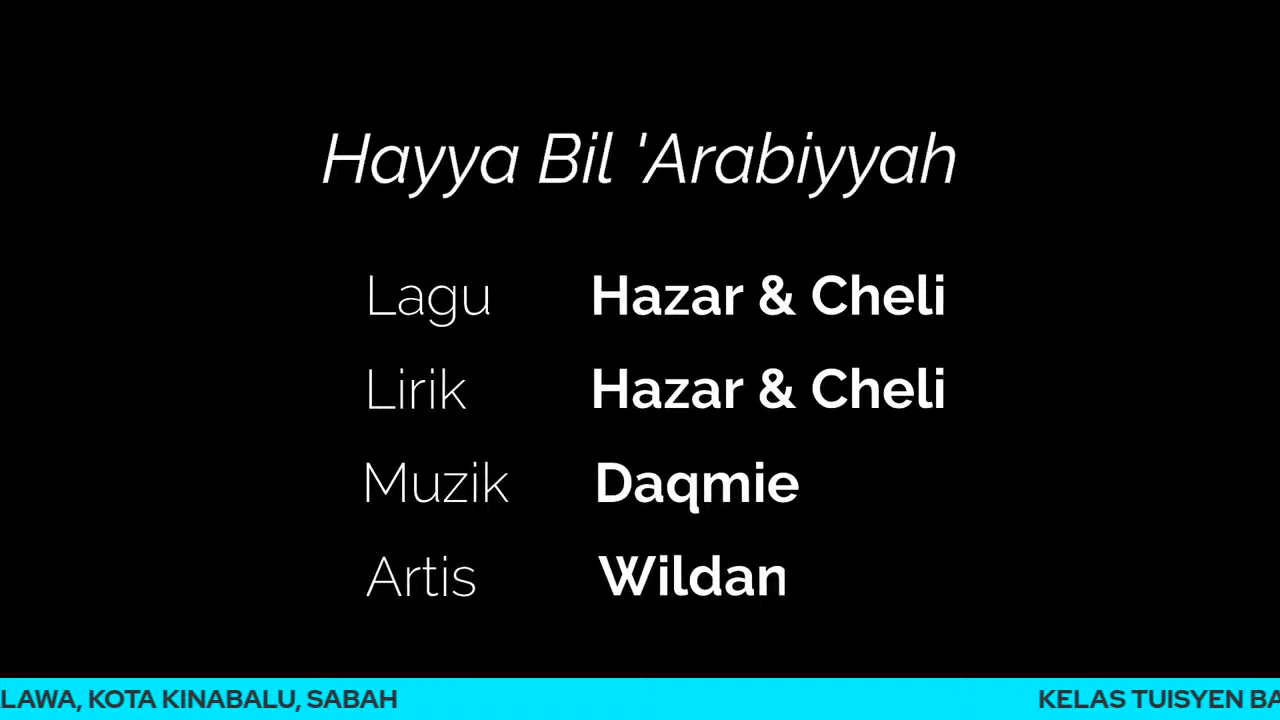 Hayya Bil 'Arabiyyah
Lagu Hazar & Cheli
Lirik Hazar & Cheli
Muzik Daqmie
Artis Wildan
LAWA, KOTA KINABALU, SABAH KELAS TUISYEN BA